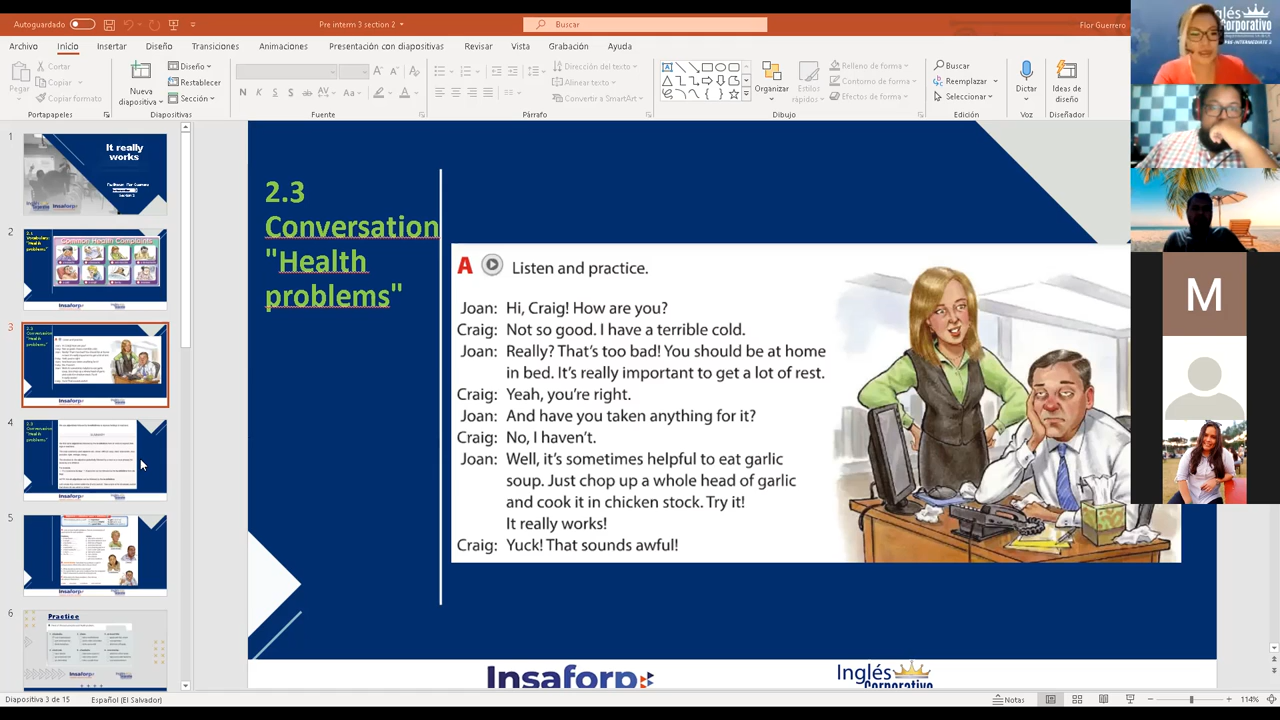 Autoguardado
Pre interm 3 section 2
Buscar
Flor Guerrero
Archivo
Inicio
Insertar
Diseño
Transiciones
Animaciones
Presentación con diapositivas
Revisar
Vista
Grabación
Ayuda
Pegar
Cortar
Copiar
Copiar formato
Portapapeles
Nueva
diapositiva
Diseño
Restablecer
Sección
Diapositivas
Fuente
Dirección del texto
Alinear texto
Convertir a SmartArt
Párrafo
Organizar
Estilos
rápidos
Relleno de forma
Contorno de forma
Efectos de forma
Dibujo
Buscar
Reemplazar
Seleccionar
Edición
Dictar
Voz
Ideas de
diseño
Diseñador
Inglés
Corporativo
1
It really
works
2
Common Health Complaints
3
4
6
Practice
2.3
Conversation
"Health
problems"
A Listen and practice.
Joan: Hi, Craig! How are you?
Craig: Not so good. I have a terrible cold.
Joan: Really? That's too bad! You should be at home
in bed. It's really important to get a lot of rest.
Craig: Yeah, you're right.
Joan: And have you taken anything for it?
Craig: No, I haven't.
Joan: Well, it's sometimes helpful to eat garlic
soup. Just chop up a whole head of garlic
and cook it in chicken stock. Try it!
It really works!
Craig: Yuck! That sounds awful!
M
Insaforp
Inglés
Corporativo
Diapositiva 3 de 15
Español (El Salvador)
Notas
114%